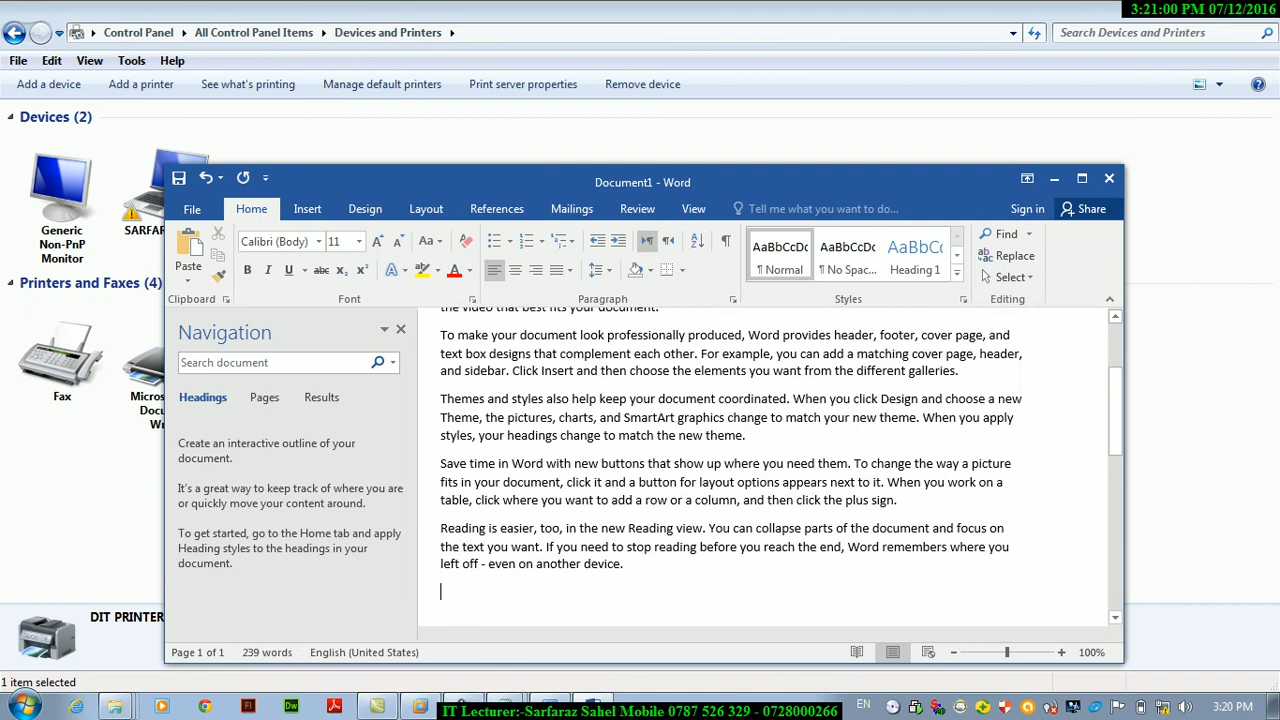 3:21:00 PM 07/12/2016
Control Panel
All Control Panel Items
Devices and Printers
Search Devices and Printers
File Edit View Tools Help
Add a device
Add a printer
See what's printing
Manage default printers
Print server properties
Remove device
Devices (2)
Generic
Non-PnP
Monitor
Printers and Faxes (4)
Fax
DIT PRINTER
1 item selected
Document1 - Word
File Home Insert Design Layout References Mailings Review View Tell me what you want to do... Sign in Share
Paste
Calibri (Body) 11
Aa
B I U abc X₂ X² A A
AaBbCcDc AaBbCcDc AaBbCc
¶ Normal ¶ No Spac... Heading 1
Find
Replace
Select
Clipboard Font Paragraph Styles Editing
Navigation
Search document
Headings Pages Results
Create an interactive outline of your
document.
It's a great way to keep track of where you are
or quickly move your content around.
To get started, go to the Home tab and apply
Heading styles to the headings in your
document.
the video that best fits your document.
To make your document look professionally produced, Word provides header, footer, cover page, and
text box designs that complement each other. For example, you can add a matching cover page, header,
and sidebar. Click Insert and then choose the elements you want from the different galleries.
Themes and styles also help keep your document coordinated. When you click Design and choose a new
Theme, the pictures, charts, and SmartArt graphics change to match your new theme. When you apply
styles, your headings change to match the new theme.
Save time in Word with new buttons that show up where you need them. To change the way a picture
fits in your document, click it and a button for layout options appears next to it. When you work on a
table, click where you want to add a row or a column, and then click the plus sign.
Reading is easier, too, in the new Reading view. You can collapse parts of the document and focus on
the text you want. If you need to stop reading before you reach the end, Word remembers where you
left off - even on another device.
Page 1 of 1 239 words English (United States) 100%
EN 3:20 PM
IT Lecturer:-Sarfaraz Sahel Mobile 0787 526 329 - 0728000266